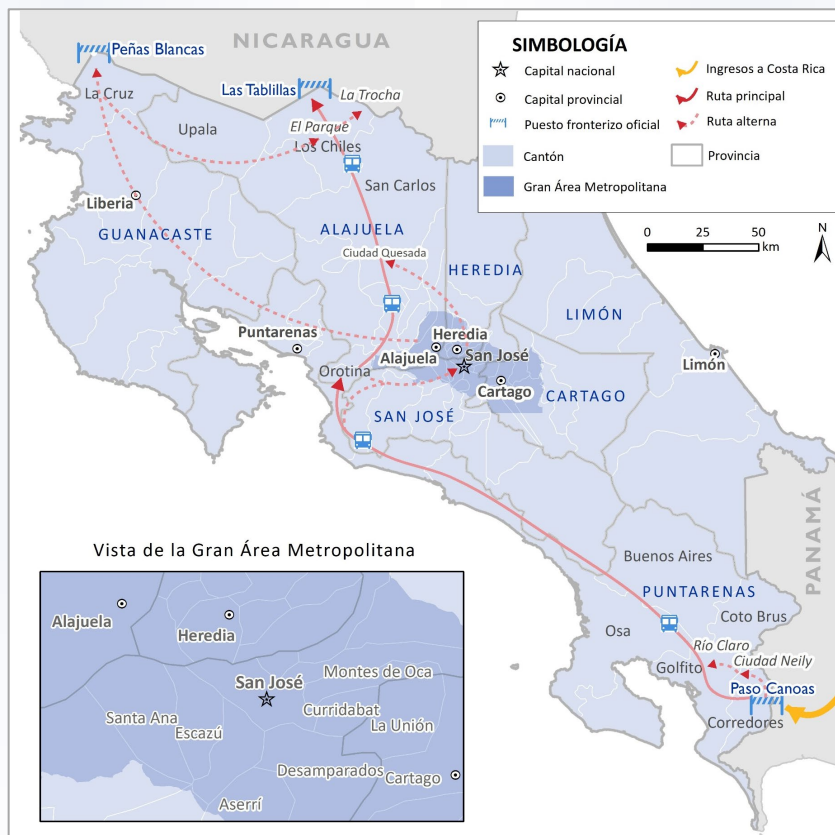 NICARAGUA
Peñas Blancas
Las Tablillas
La Trocha
La Cruz
Upala
El Parque
Los Chiles
San Carlos
Liberia
GUANACASTE
ALAJUELA
Ciudad Quesada
HEREDIA
LIMÓN
Puntarenas
Heredia
Alajuela
San José
Limón
Orotina
Cartago
CARTAGO
SAN JOSÉ
PANAMÁ
Buenos Aires
PUNTARENAS
Coto Brus
Osa
Río Claro
Golfito
Ciudad Neily
Paso Canoas
Corredores
SIMBOLOGÍA
Capital nacional
Capital provincial
Puesto fronterizo oficial
Cantón
Gran Área Metropolitana
Ingresos a Costa Rica
Ruta principal
Ruta alterna
Provincia
0 25 50
km
N
Vista de la Gran Área Metropolitana
Alajuela
Heredia
San José
Montes de Oca
Santa Ana
Escazú
Curridabat
La Unión
Desamparados
Cartago
Aserrí